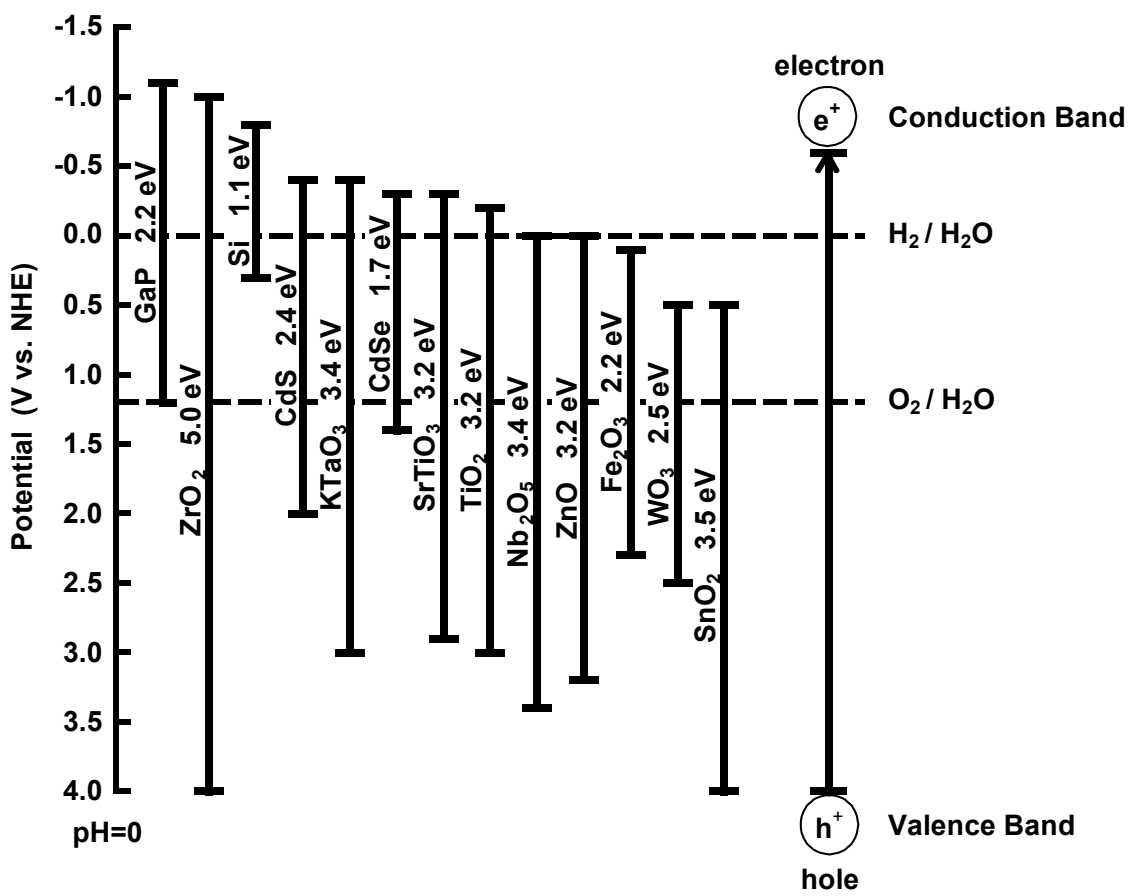 -1.5
-1.0
-0.5
0.0
0.5
1.0
1.5
2.0
2.5
3.0
3.5
4.0
Potential (V vs. NHE)
pH=0
GaP 2.2 eV
ZrO₂ 5.0 eV
Si 1.1 eV
CdS 2.4 eV
KTaO₃ 3.4 eV
CdSe 1.7 eV
SrTiO₃ 3.2 eV
TiO₂ 3.2 eV
Nb₂O₅ 3.4 eV
ZnO 3.2 eV
Fe₂O₃ 2.2 eV
WO₃ 2.5 eV
SnO₂ 3.5 eV
electron
e⁺
Conduction Band
H₂ / H₂O
O₂ / H₂O
h⁺
Valence Band
hole